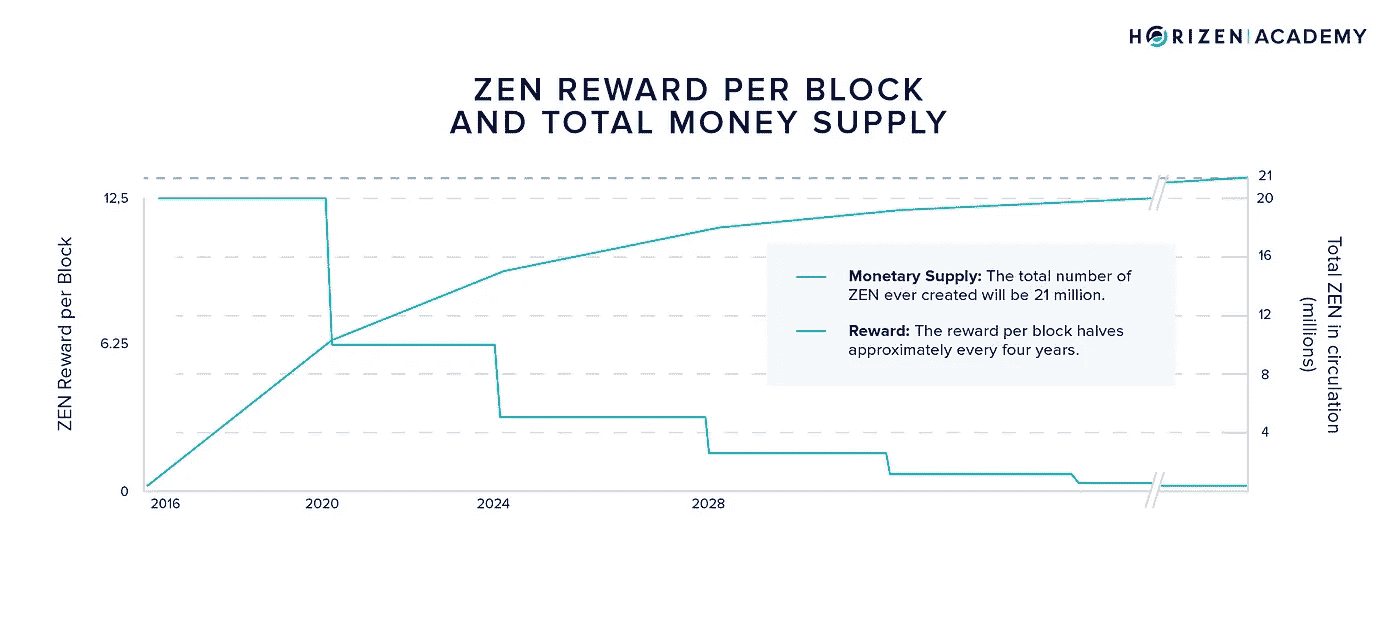 HORIZEN | ACADEMY
ZEN REWARD PER BLOCK
AND TOTAL MONEY SUPPLY
12.5
6.25
0
ZEN Reward per Block
2016
2020
2024
2028
Monetary Supply: The total number of
ZEN ever created will be 21 million.
Reward: The reward per block halves
approximately every four years.
21
20
16
12
8
4
Total ZEN in circulation
(millions)